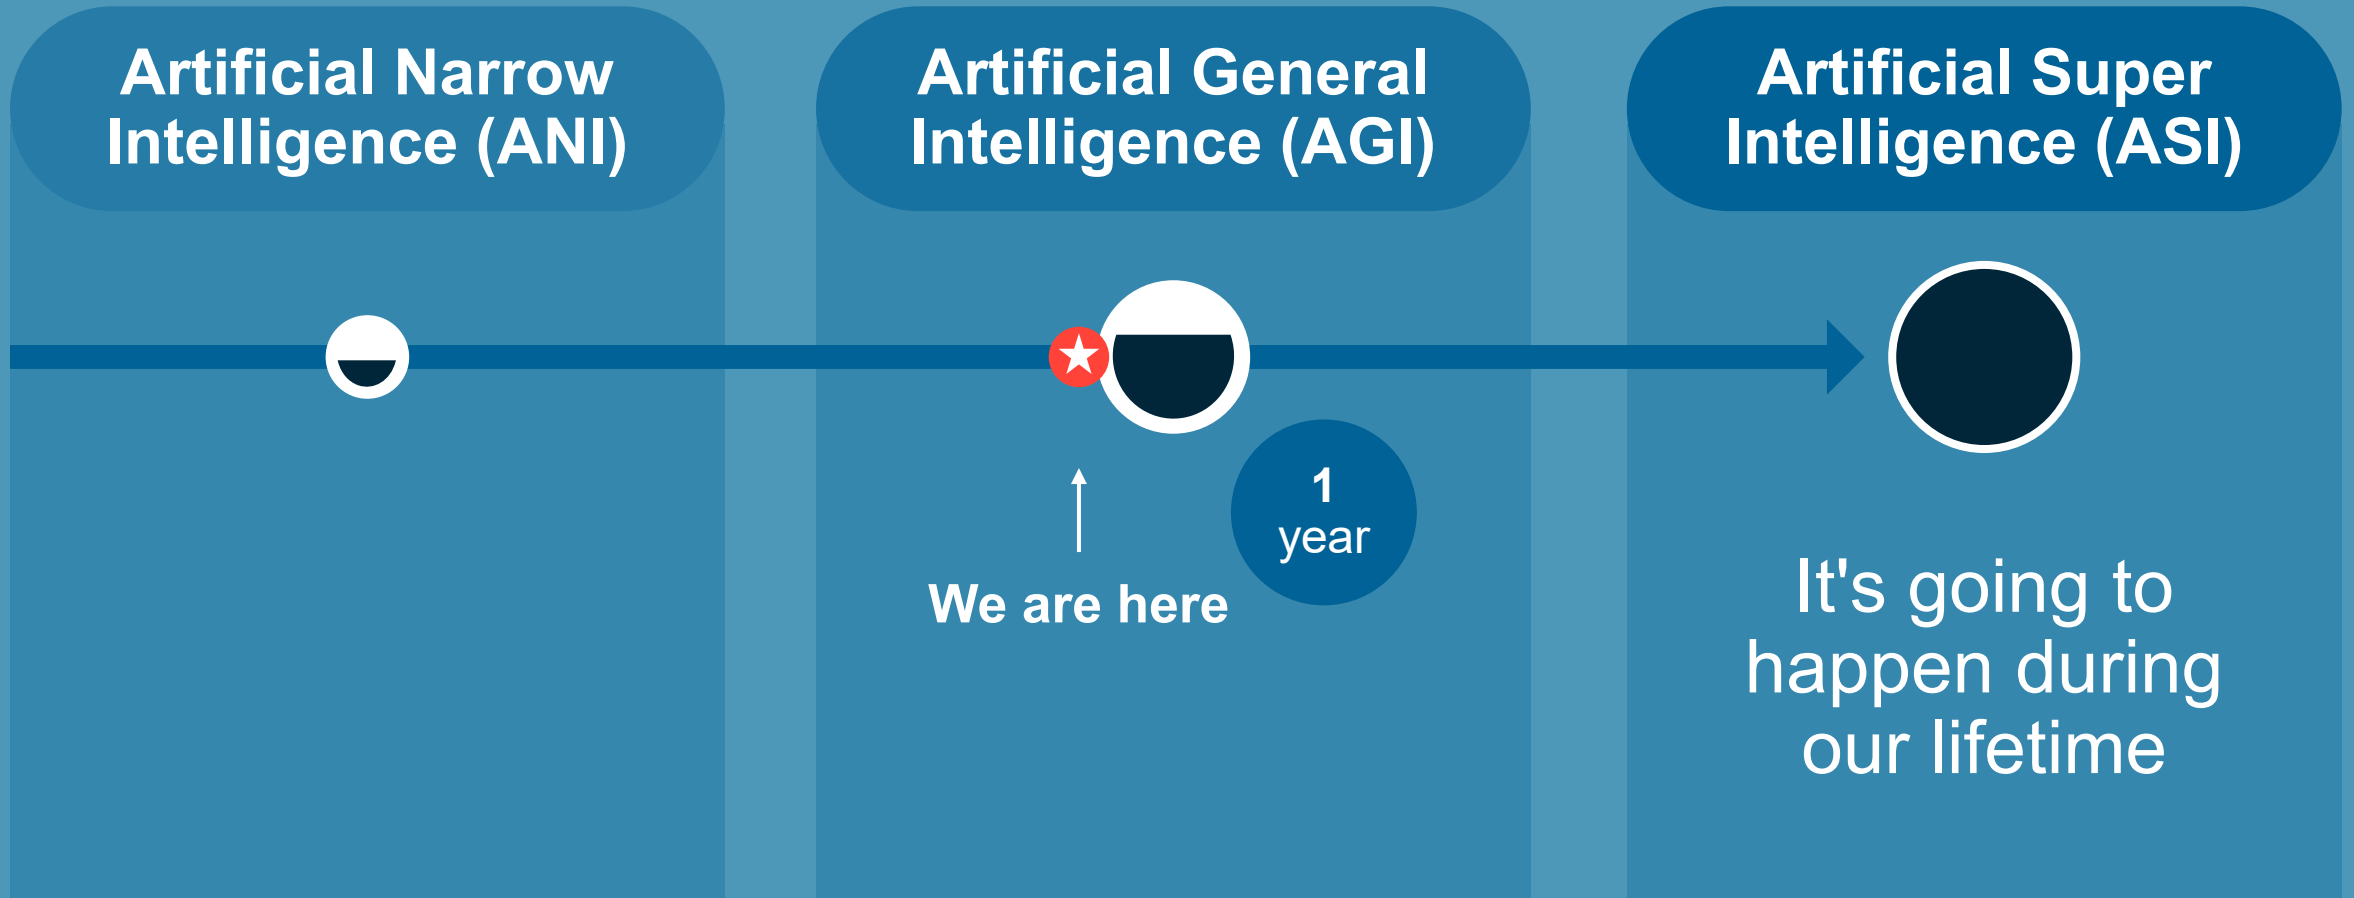 Artificial Narrow
Intelligence (ANI)
Artificial General
Intelligence (AGI)
Artificial Super
Intelligence (ASI)
1
year
We are here
It's going to
happen during
our lifetime